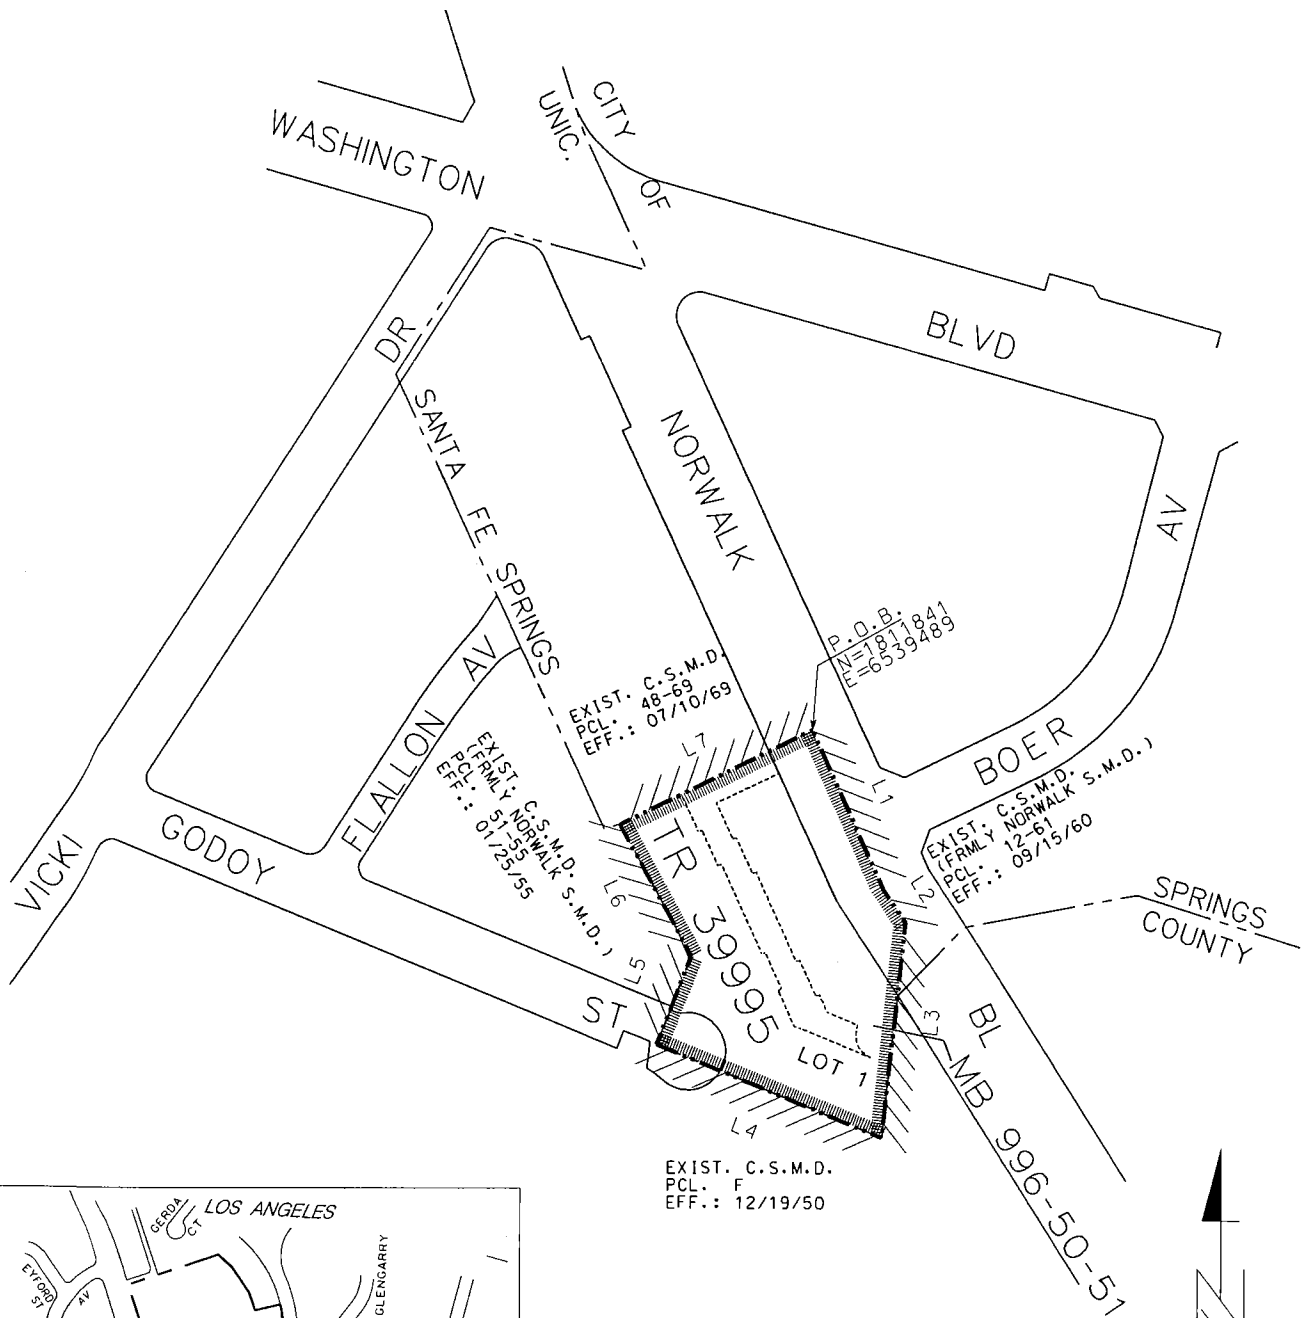 CITY
UNIC.
OF
WASHINGTON
BLVD
DR
SANTA FE SPRINGS
NORWALK
AV
P.O.B.
N=1811841
E=6539489
EXIST. C.S.M.D.
PCL. 48-69
EFF.: 07/10/69
AV
FLALLON
L7
BOER
EXIST. C.S.M.D.
(FRMLY NORWALK S.M.D.)
PCL. 51-55
EFF.: 01/25/55
L1
EXIST. C.S.M.D.
(FRMLY NORWALK S.M.D.)
PCL. 12-61
EFF.: 09/15/60
GODOY
VICKI
TR 39995
L6
L2
SPRINGS
COUNTY
L5
ST
L3
BL
LOT 1
MB 996-50-51
L4
EXIST. C.S.M.D.
PCL. F
EFF.: 12/19/50
GERDA
CT
LOS ANGELES
EYFORD
ST
AV
GLENGARRY
N